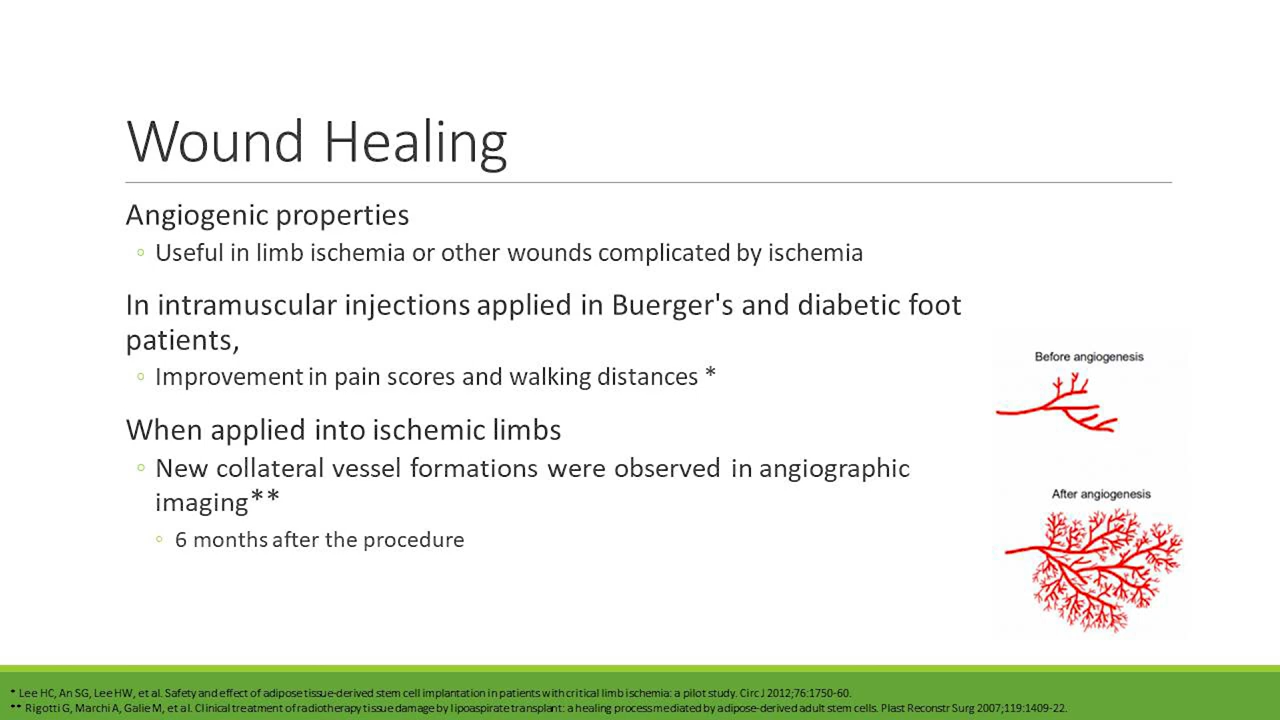 Wound Healing
Angiogenic properties
◦ Useful in limb ischemia or other wounds complicated by ischemia
In intramuscular injections applied in Buerger's and diabetic foot
patients,
◦ Improvement in pain scores and walking distances *
When applied into ischemic limbs
◦ New collateral vessel formations were observed in angiographic
imaging**
◦ 6 months after the procedure
Before angiogenesis
After angiogenesis
* Lee HC, An SG, Lee HW, et al. Safety and effect of adipose tissue-derived stem cell implantation in patients with critical limb ischemia: a pilot study. Circ J 2012;76:1750-60.
** Rigotti G, Marchi A, Galie M, et al. Clinical treatment of radiotherapy tissue damage by lipoaspirate transplant: a healing process mediated by adipose-derived adult stem cells. Plast Reconstr Surg 2007;119:1409-22.